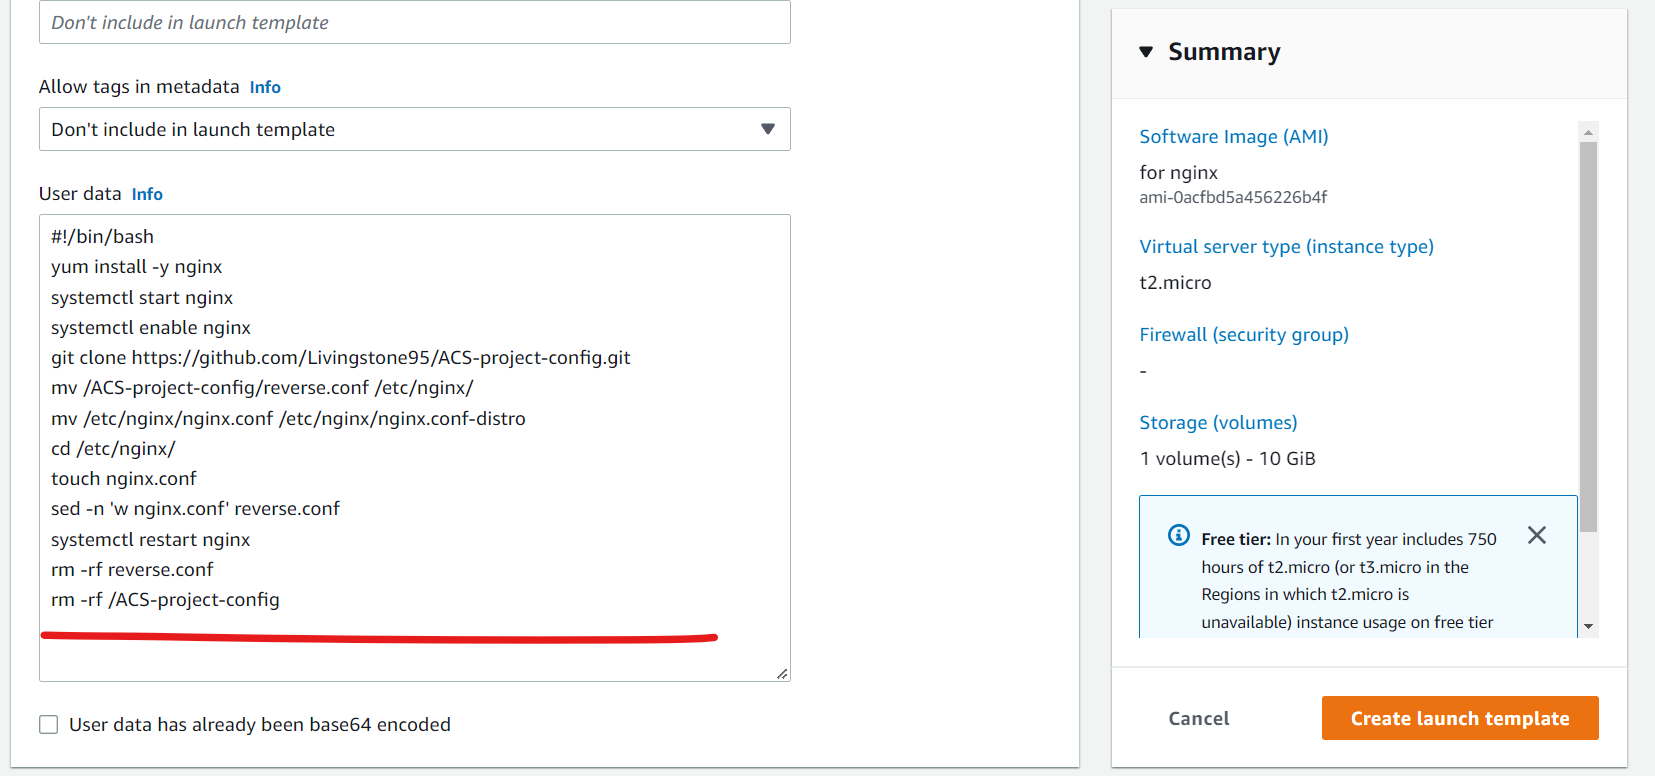 Don't include in launch template
Allow tags in metadata Info
Don't include in launch template
User data Info
#!/bin/bash
yum install -y nginx
systemctl start nginx
systemctl enable nginx
git clone https://github.com/Livingstone95/ACS-project-config.git
mv /ACS-project-config/reverse.conf /etc/nginx/
mv /etc/nginx/nginx.conf /etc/nginx/nginx.conf-distro
cd /etc/nginx/
touch nginx.conf
sed -n 'w nginx.conf' reverse.conf
systemctl restart nginx
rm -rf reverse.conf
rm -rf /ACS-project-config
User data has already been base64 encoded
Summary
Software Image (AMI)
for nginx
ami-0acfbd5a456226b4f
Virtual server type (instance type)
t2.micro
Firewall (security group)
-
Storage (volumes)
1 volume(s) - 10 GiB
Free tier: In your first year includes 750
hours of t2.micro (or t3.micro in the
Regions in which t2.micro is
unavailable) instance usage on free tier
Cancel
Create launch template